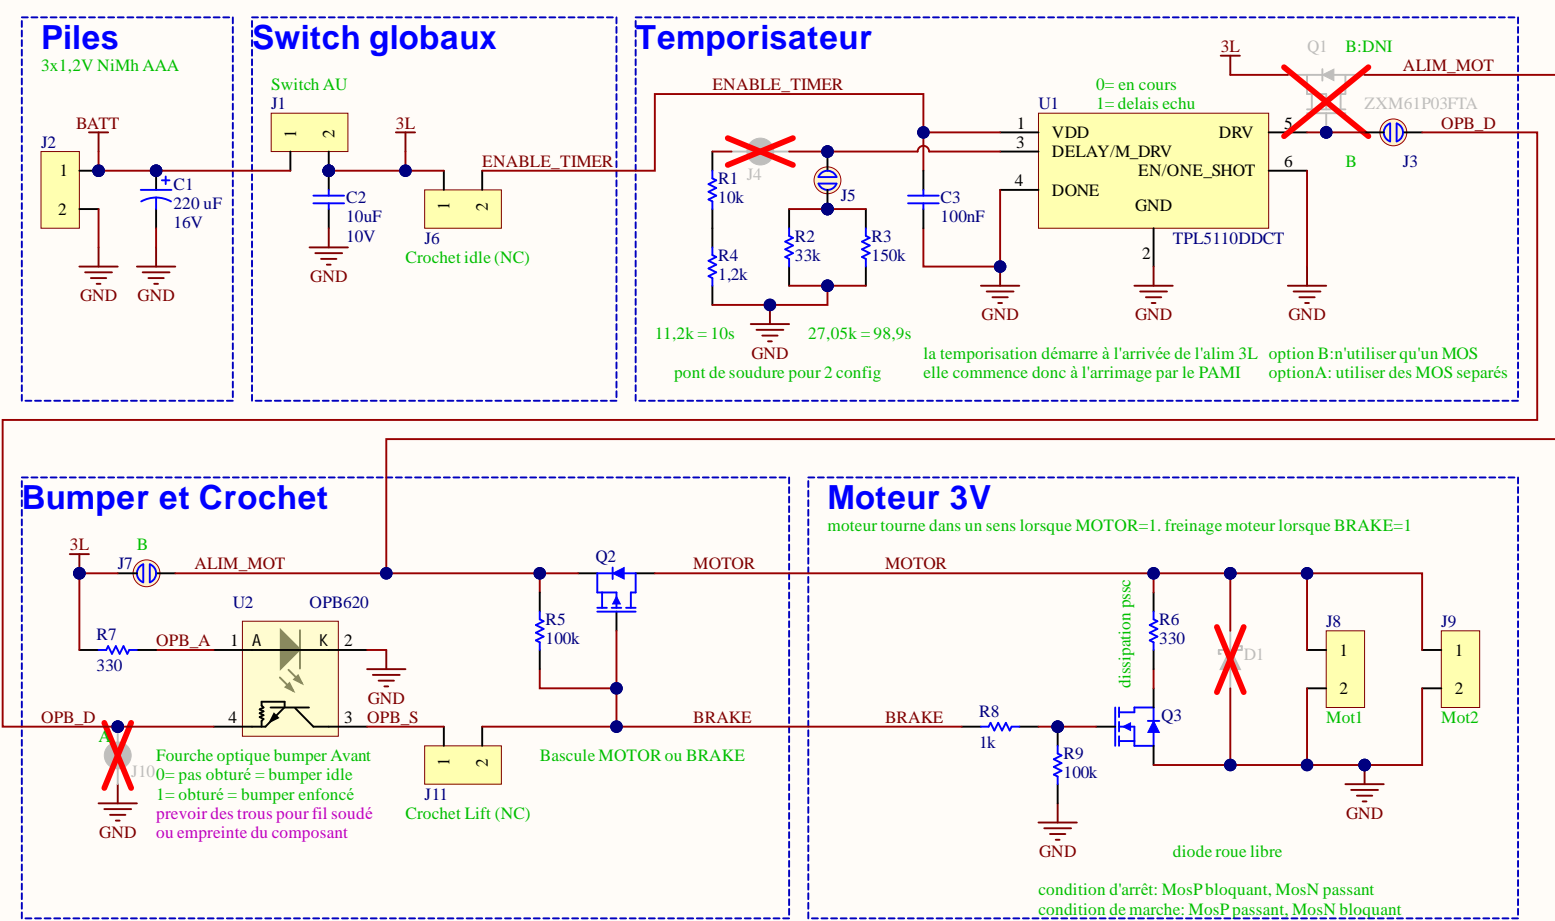 Piles
3x1,2V NiMh AAA
BATT
J2
1
2
C1
220 uF
16V
GND
GND
Switch globaux
Switch AU
J1
1
2
3L
ENABLE_TIMER
C2
10uF
10V
1
2
J6
Crochet idle (NC)
GND
Temporisateur
ENABLE_TIMER
J4
R1
10k
R4
1,2k
J5
R2
33k
R3
150k
C3
100nF
11,2k = 10s
27,05k = 98,9s
GND
pont de soudure pour 2 config
0= en cours
1= delais echu
U1
1
3
4
VDD
DELAY/M_DRV
DONE
DRV
EN/ONE_SHOT
GND
5
6
2
TPL5110DDCT
GND
GND
GND
3L
Q1
B:DNI
ALIM_MOT
ZXM61P03FTA
OPB_D
B
J3
la temporisation démarre à l'arrivée de l'alim 3L
elle commence donc à l'arrimage par le PAMI
option B:n'utiliser qu'un MOS
optionA: utiliser des MOS separés
Bumper et Crochet
3L
B
J7
ALIM_MOT
U2
OPB620
R7
330
OPB_A
1
A
K
2
GND
OPB_D
4
3
OPB_S
A
J10
GND
Fourche optique bumper Avant
0= pas obturé = bumper idle
1= obturé = bumper enfoncé
prevoir des trous pour fil soudé
ou empreinte du composant
1
2
J11
Crochet Lift (NC)
R5
100k
Q2
MOTOR
BRAKE
Bascule MOTOR ou BRAKE
Moteur 3V
moteur tourne dans un sens lorsque MOTOR=1. freinage moteur lorsque BRAKE=1
MOTOR
BRAKE
R8
1k
R9
100k
GND
dissipation pssc
R6
330
Q3
D1
J8
1
2
Mot1
J9
1
2
Mot2
GND
diode roue libre
condition d'arrêt: MosP bloquant, MosN passant
condition de marche: MosP passant, MosN bloquant